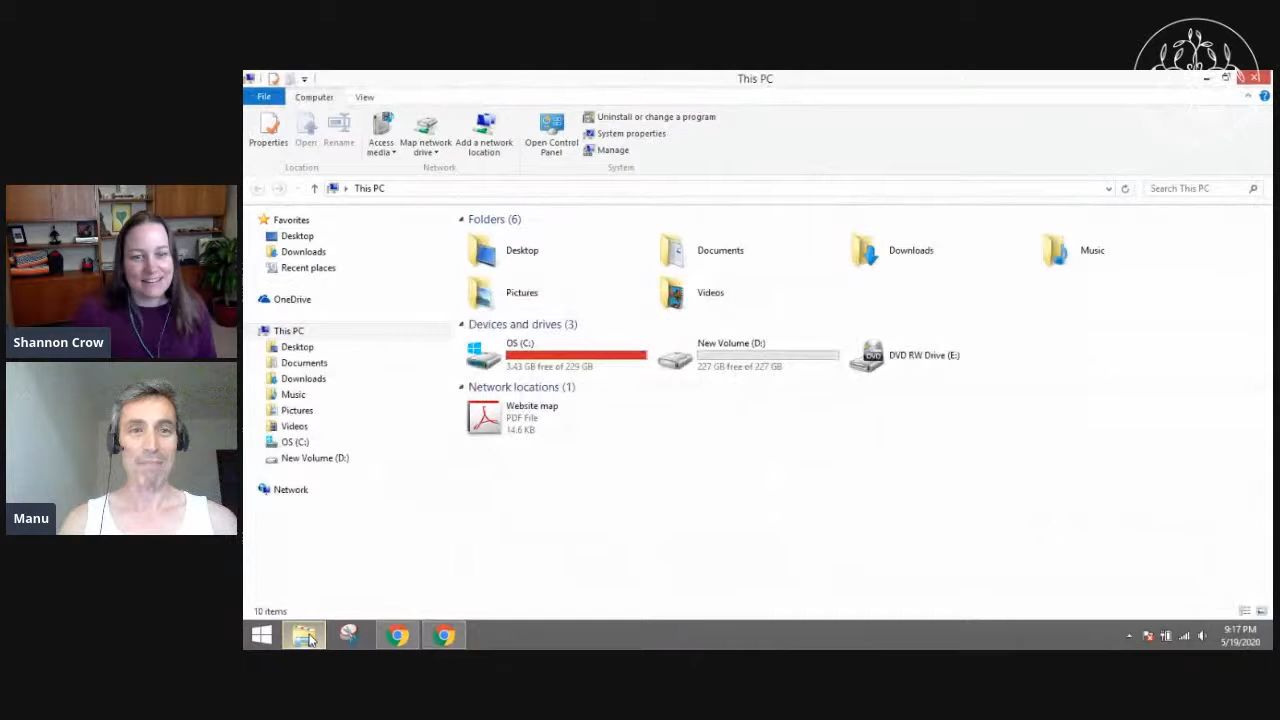 This PC
File
Computer
View
Properties
Open
Rename
Access media
Map network drive
Add a network location
Open Control Panel
Uninstall or change a program
System properties
Manage
Location
Network
System
This PC
Search This PC
Favorites
Desktop
Downloads
Recent places
OneDrive
This PC
Desktop
Documents
Downloads
Music
Pictures
Videos
OS (C:)
New Volume (D:)
Network
Folders (6)
Desktop
Documents
Downloads
Music
Pictures
Videos
Devices and drives (3)
OS (C:)
3.43 GB free of 229 GB
New Volume (D:)
227 GB free of 227 GB
DVD
DVD RW Drive (E:)
Network locations (1)
Website map
PDF File
14.6 KB
10 items
9:17 PM
5/19/2020
Shannon Crow
Manu